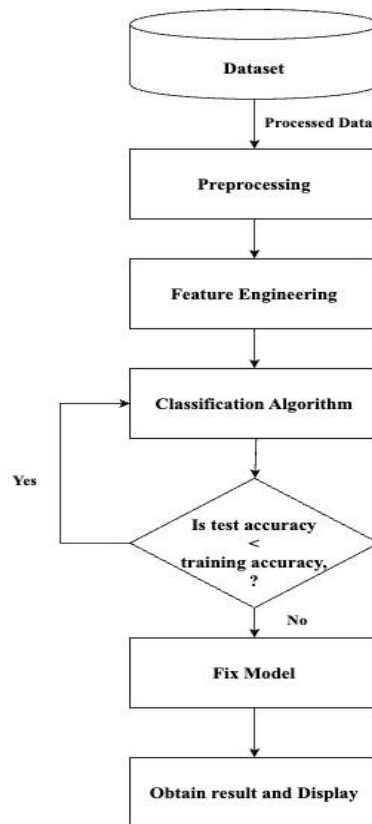 Dataset
Processed Data
Preprocessing
Feature Engineering
Classification Algorithm
Yes
Is test accuracy
<
training accuracy,
?
No
Fix Model
Obtain result and Display